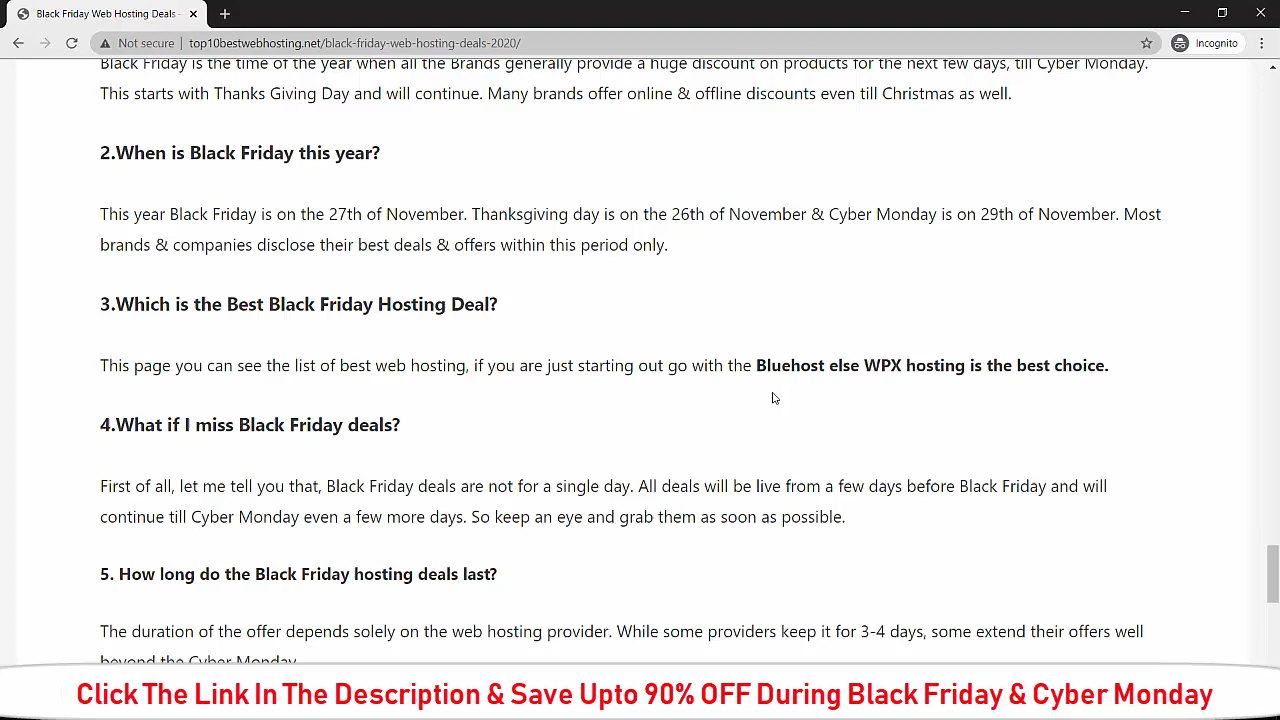 Black Friday Web Hosting Deals -
Not secure | top10bestwebhosting.net/black-friday-web-hosting-deals-2020/
Incognito
Black Friday is the time of the year when all the Brands generally provide a huge discount on products for the next few days, till Cyber Monday.
This starts with Thanks Giving Day and will continue. Many brands offer online & offline discounts even till Christmas as well.
2.When is Black Friday this year?
This year Black Friday is on the 27th of November. Thanksgiving day is on the 26th of November & Cyber Monday is on 29th of November. Most
brands & companies disclose their best deals & offers within this period only.
3.Which is the Best Black Friday Hosting Deal?
This page you can see the list of best web hosting, if you are just starting out go with the Bluehost else WPX hosting is the best choice.
4.What if I miss Black Friday deals?
First of all, let me tell you that, Black Friday deals are not for a single day. All deals will be live from a few days before Black Friday and will
continue till Cyber Monday even a few more days. So keep an eye and grab them as soon as possible.
5. How long do the Black Friday hosting deals last?
The duration of the offer depends solely on the web hosting provider. While some providers keep it for 3-4 days, some extend their offers well
beyond the Cyber Monday.
Click The Link In The Description & Save Upto 90% OFF During Black Friday & Cyber Monday